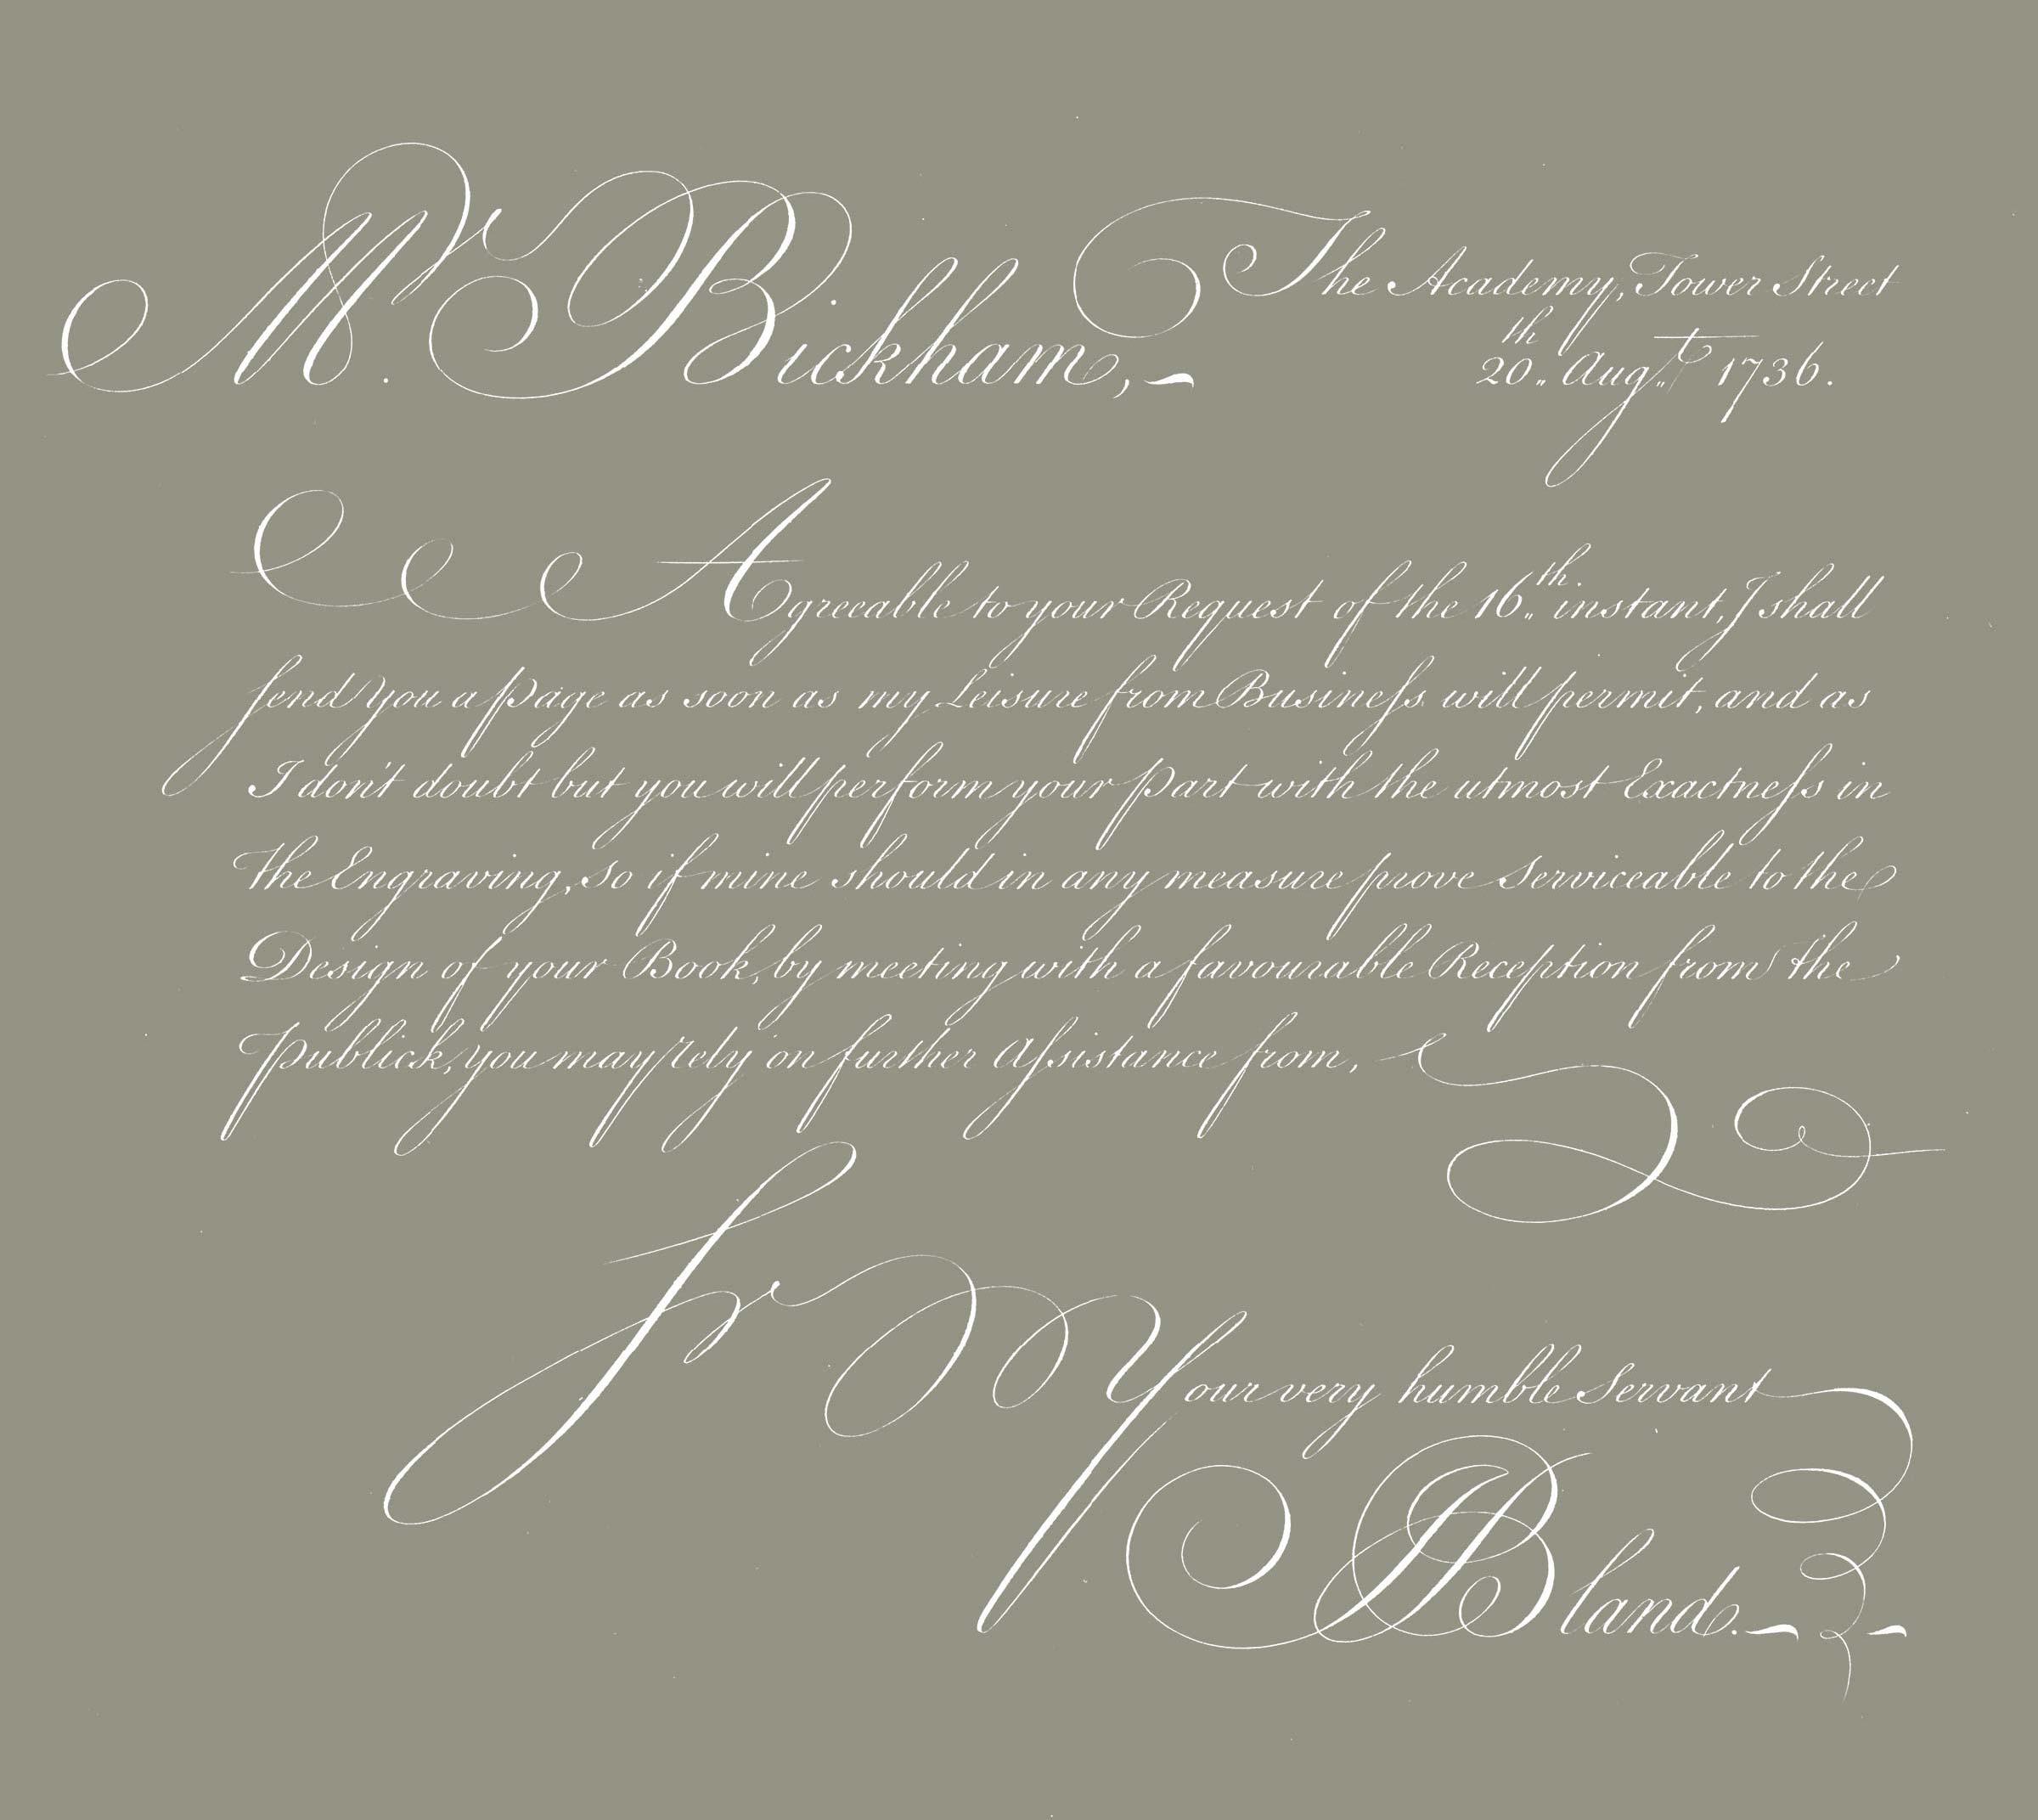 Mr. Bickham,
The Academy, Tower Street
20th Augt 1736.
Agreeable to your Request of the 16th instant, I shall
send you a page as soon as my Leisure from Business will permit, and as
I don't doubt but you will perform your part with the utmost Exactness in
the Engraving, so if mine should in any measure prove serviceable to the
Design of your Book, by meeting with a favourable Reception from the
publick, you may rely on further Assistance from,
Sr
Your very humble Servant
Bland.